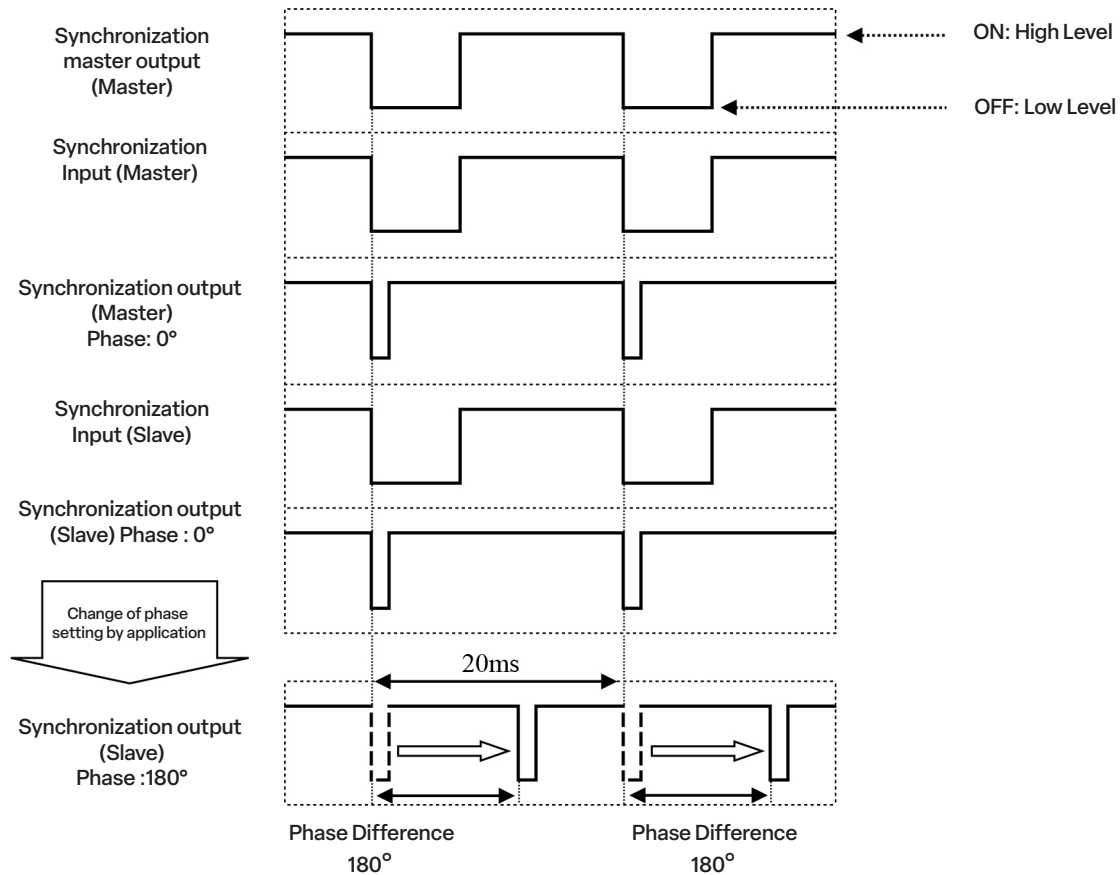 Synchronization
master output
(Master)
ON: High Level
OFF: Low Level
Synchronization
Input (Master)
Synchronization output
(Master)
Phase: 0°
Synchronization
Input (Slave)
Synchronization output
(Slave) Phase : 0°
Change of phase
setting by application
20ms
Synchronization output
(Slave)
Phase :180°
Phase Difference
180°
Phase Difference
180°